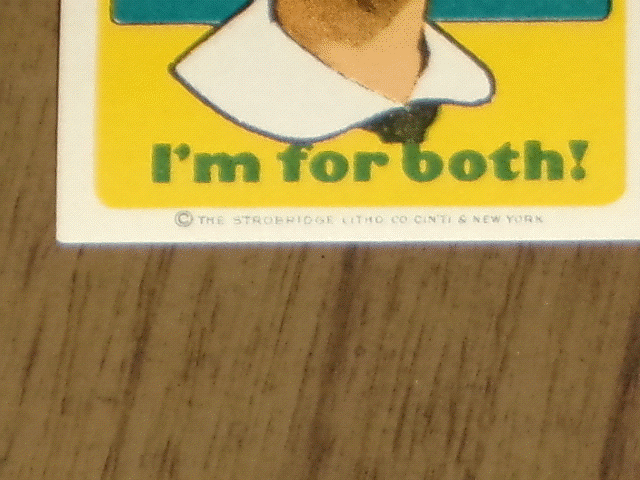 I'm for both!
© THE STROBRIDGE LITHO CO CIN'TI & NEW YORK